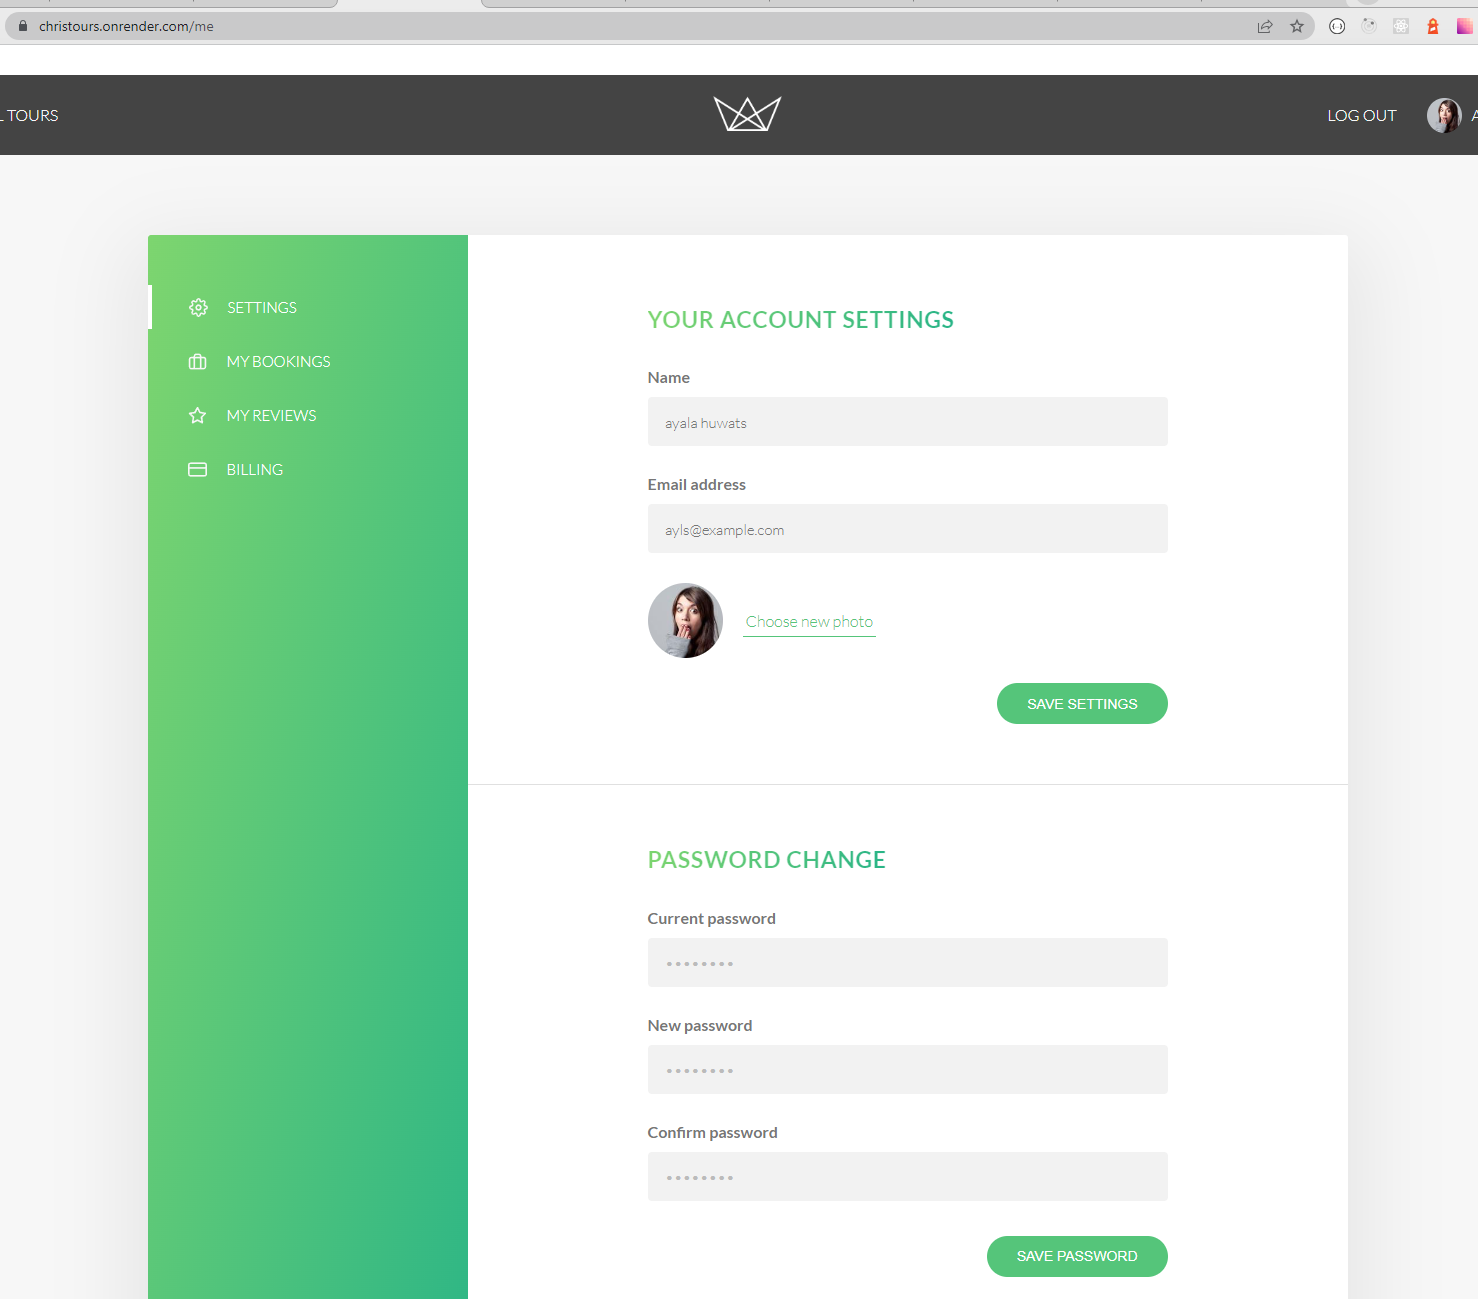 christours.onrender.com/me
L TOURS
LOG OUT
A
SETTINGS
MY BOOKINGS
MY REVIEWS
BILLING
YOUR ACCOUNT SETTINGS
Name
ayala huwats
Email address
ayls@example.com
Choose new photo
SAVE SETTINGS
PASSWORD CHANGE
Current password
••••••••
New password
••••••••
Confirm password
••••••••
SAVE PASSWORD